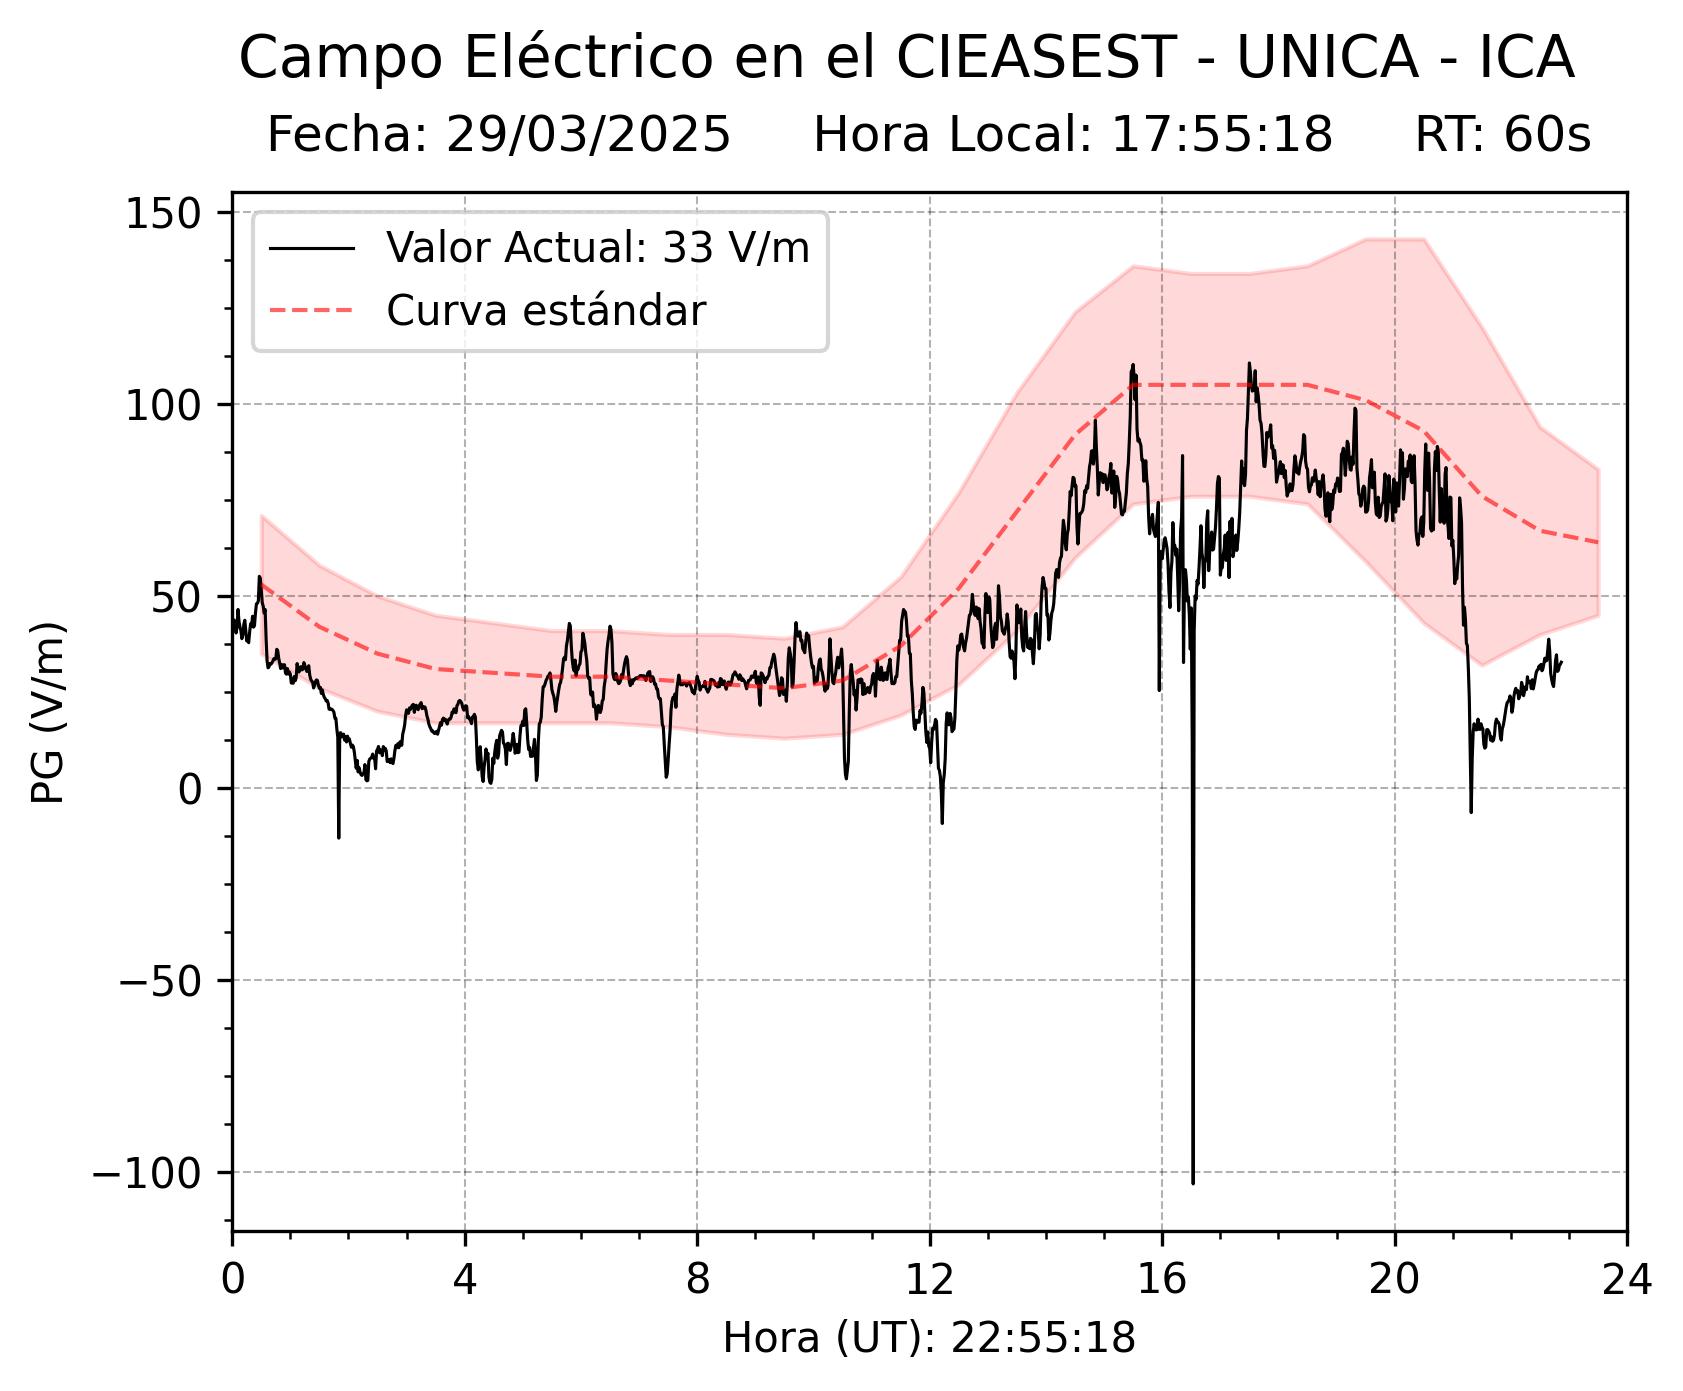 Campo Eléctrico en el CIEASEST - UNICA - ICA
Fecha: 29/03/2025 Hora Local: 17:55:18 RT: 60s
Valor Actual: 33 V/m
Curva estándar
PG (V/m)
150
100
50
0
−50
−100
0 4 8 12 16 20 24
Hora (UT): 22:55:18